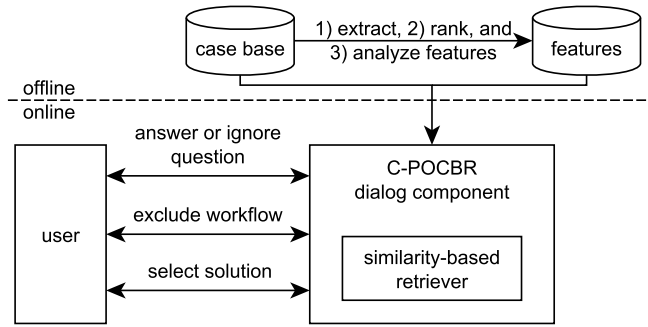 case base
1) extract, 2) rank, and
3) analyze features
features
offline
online
answer or ignore
question
exclude workflow
select solution
user
C-POCBR
dialog component
similarity-based
retriever